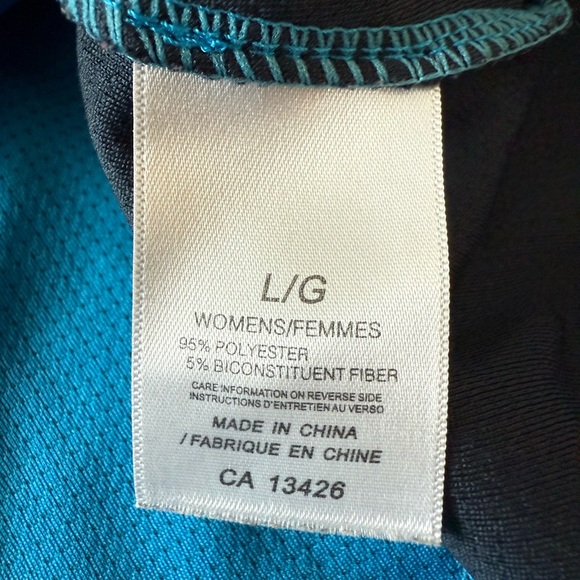 L/G
WOMENS/FEMMES
95% POLYESTER
5% BICONSTITUENT FIBER
CARE INFORMATION ON REVERSE SIDE
INSTRUCTIONS D'ENTRETIEN AU VERSO
MADE IN CHINA
/ FABRIQUE EN CHINE
CA 13426